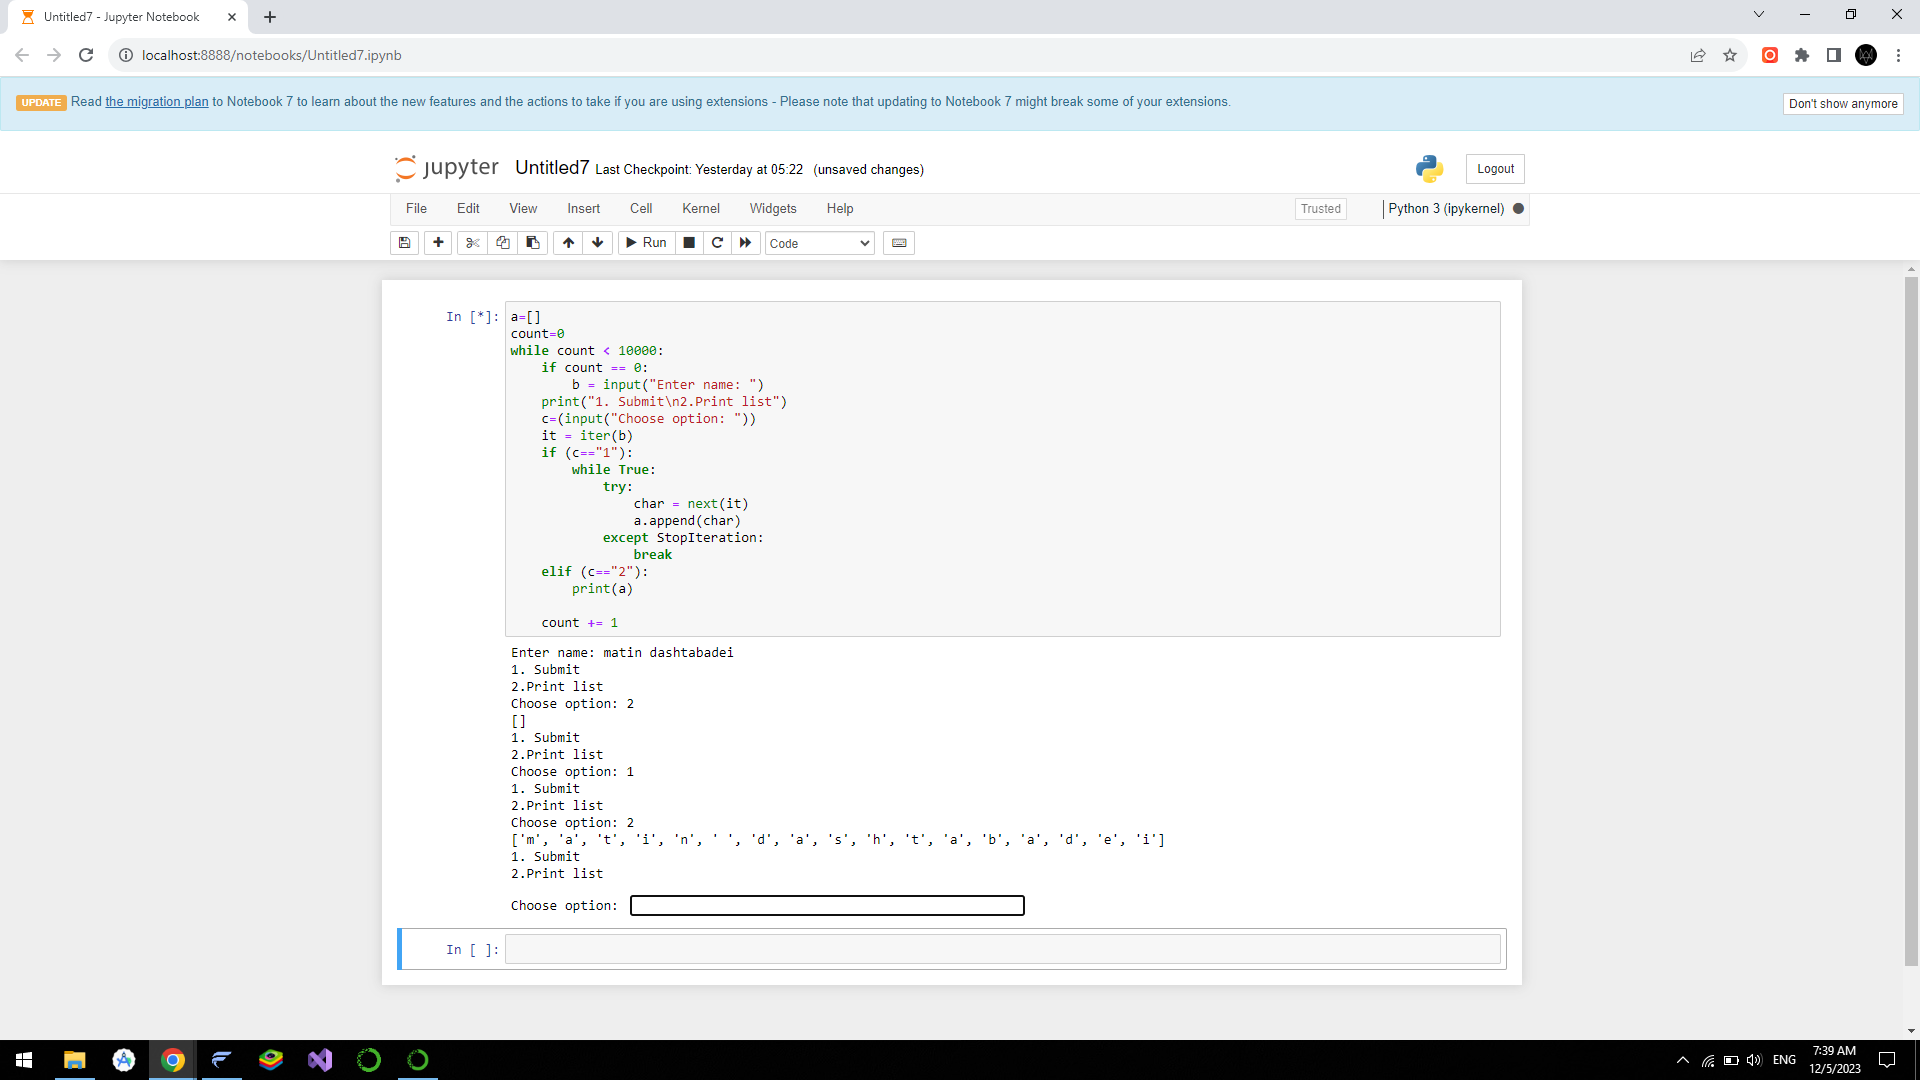 Untitled7 - Jupyter Notebook
localhost:8888/notebooks/Untitled7.ipynb
UPDATE Read the migration plan to Notebook 7 to learn about the new features and the actions to take if you are using extensions - Please note that updating to Notebook 7 might break some of your extensions.
Don't show anymore
jupyter Untitled7 Last Checkpoint: Yesterday at 05:22 (unsaved changes)
Logout
File Edit View Insert Cell Kernel Widgets Help
Trusted
Python 3 (ipykernel)
Run
Code
In [*]:
a=[]
count=0
while count < 10000:
    if count == 0:
        b = input("Enter name: ")
    print("1. Submit\n2.Print list")
    c=(input("Choose option: "))
    it = iter(b)
    if (c=="1"):
        while True:
            try:
                char = next(it)
                a.append(char)
            except StopIteration:
                break
    elif (c=="2"):
        print(a)
    count += 1
Enter name: matin dashtabadei
1. Submit
2.Print list
Choose option: 2
[]
1. Submit
2.Print list
Choose option: 1
1. Submit
2.Print list
Choose option: 2
['m', 'a', 't', 'i', 'n', ' ', 'd', 'a', 's', 'h', 't', 'a', 'b', 'a', 'd', 'e', 'i']
1. Submit
2.Print list
Choose option:
In [ ]:
ENG
7:39 AM
12/5/2023